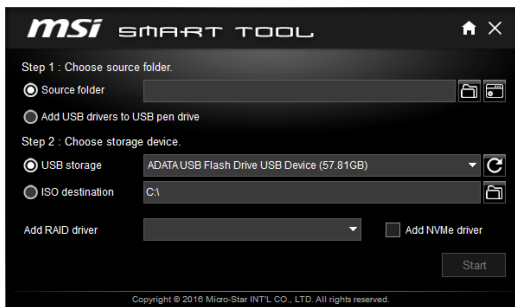 msi SMART TOOL
Step 1 : Choose source folder.
Source folder
Add USB drivers to USB pen drive
Step 2 : Choose storage device.
USB storage ADATA USB Flash Drive USB Device (57.81GB)
ISO destination C:\
Add RAID driver Add NVMe driver
Start
Copyright © 2016 Micro-Star INT'L CO., LTD. All rights reserved.